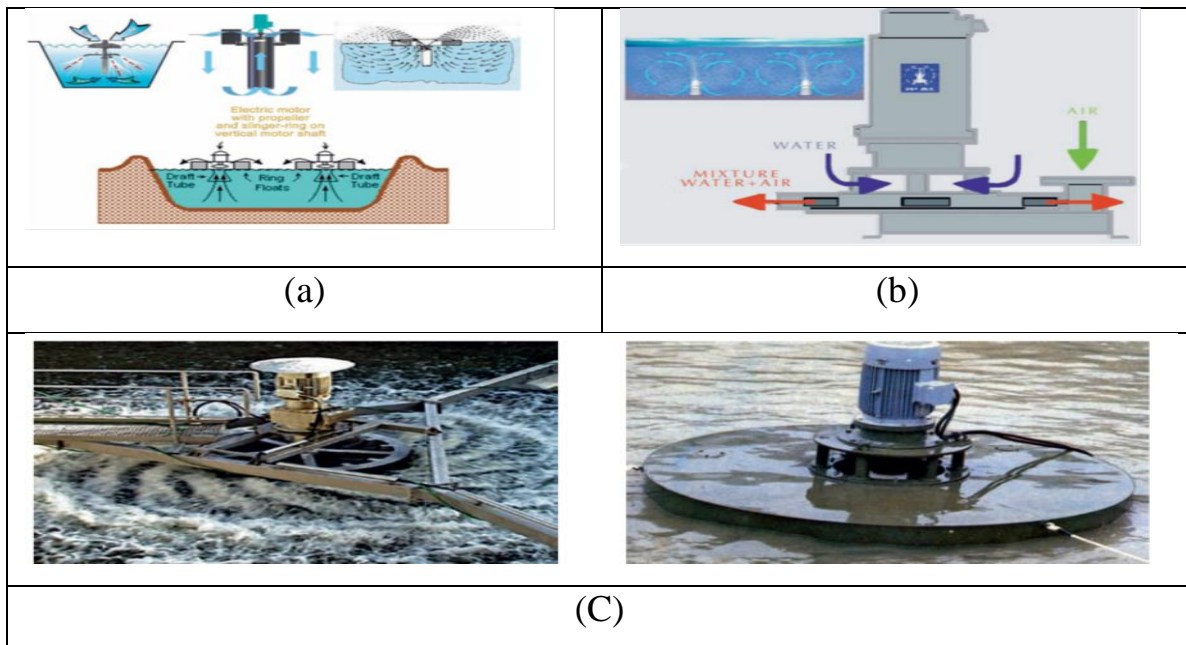 Electric motor
with propeller
and slinger-ring on
vertical motor shaft
Draft
Tube
Ring
Floats
Draft
Tube
WATER
AIR
MIXTURE
WATER+AIR
(a)
(b)
(C)